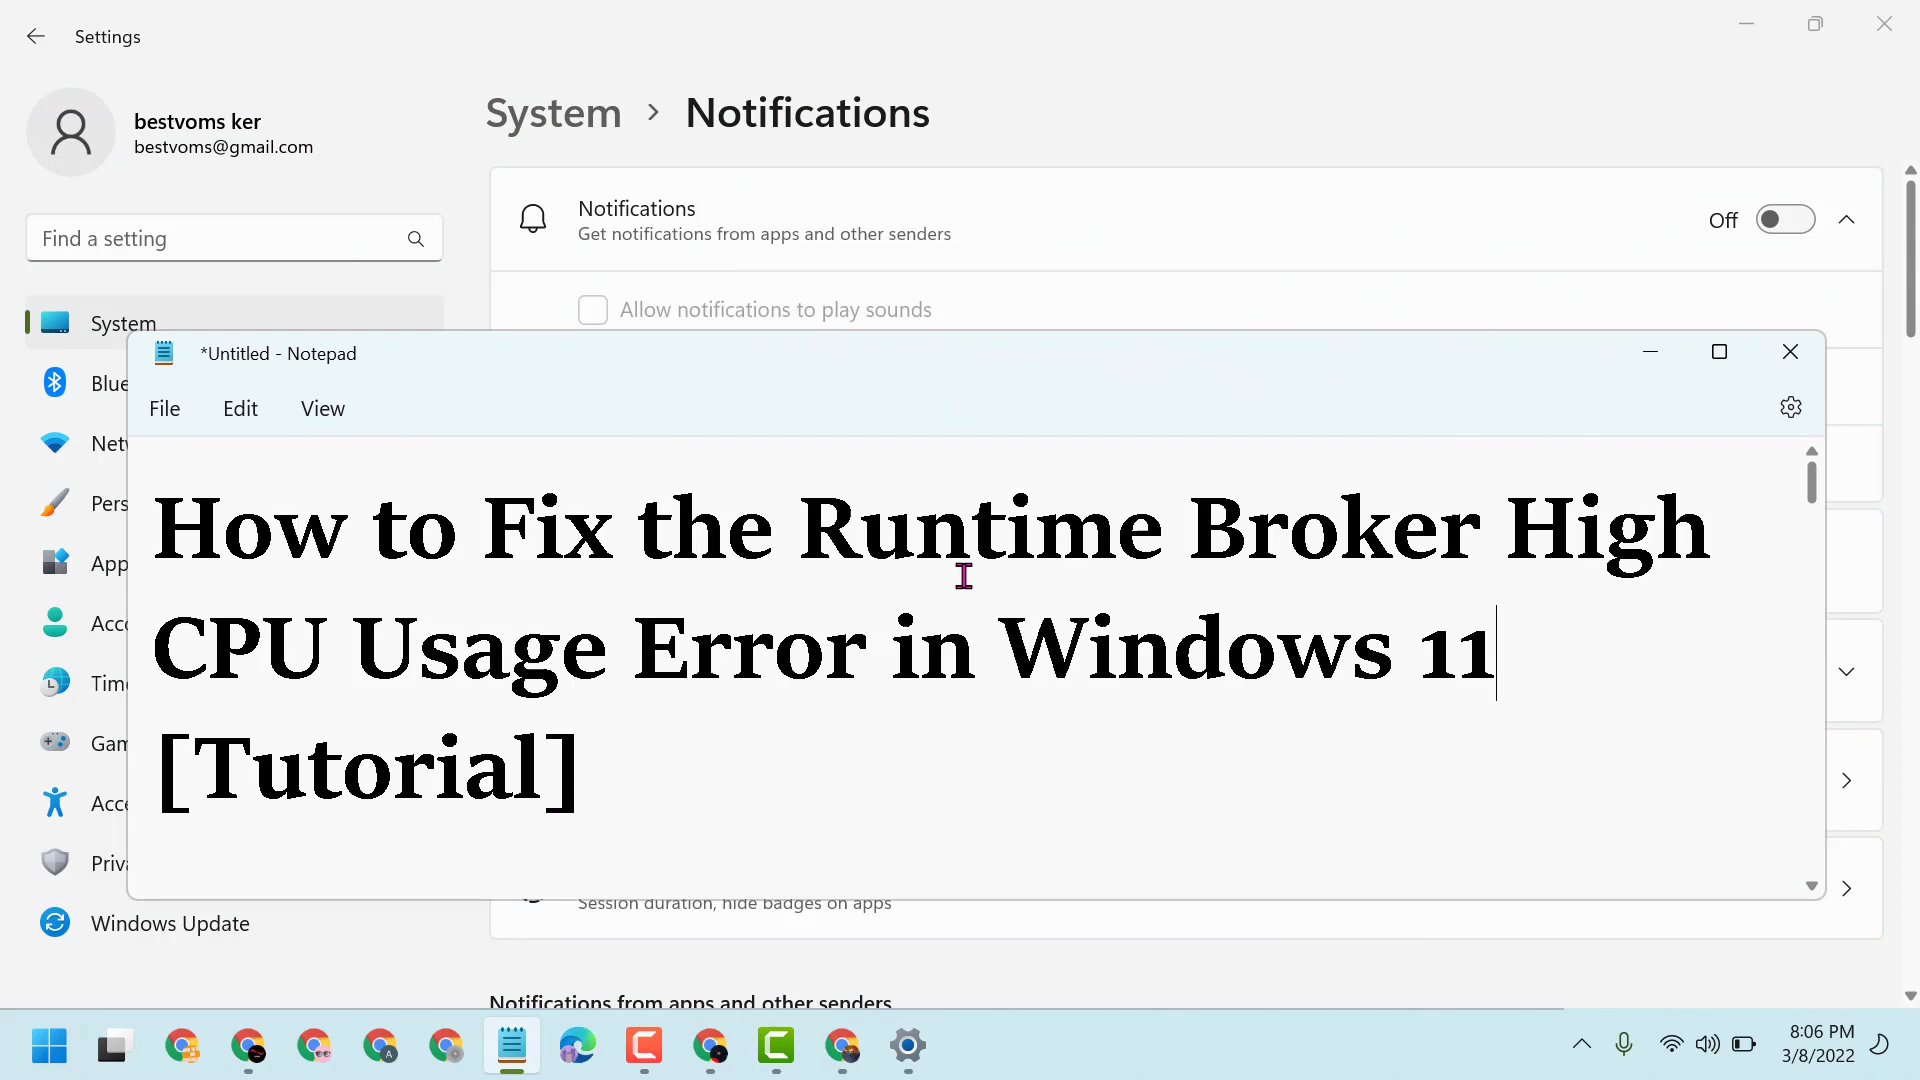 Settings
bestvoms ker
bestvoms@gmail.com
Find a setting
System
System > Notifications
Notifications
Get notifications from apps and other senders
Off
Allow notifications to play sounds
*Untitled - Notepad
File Edit View
How to Fix the Runtime Broker High
CPU Usage Error in Windows 11
[Tutorial]
Session duration, hide badges on apps
Windows Update
Notifications from apps and other senders
8:06 PM
3/8/2022